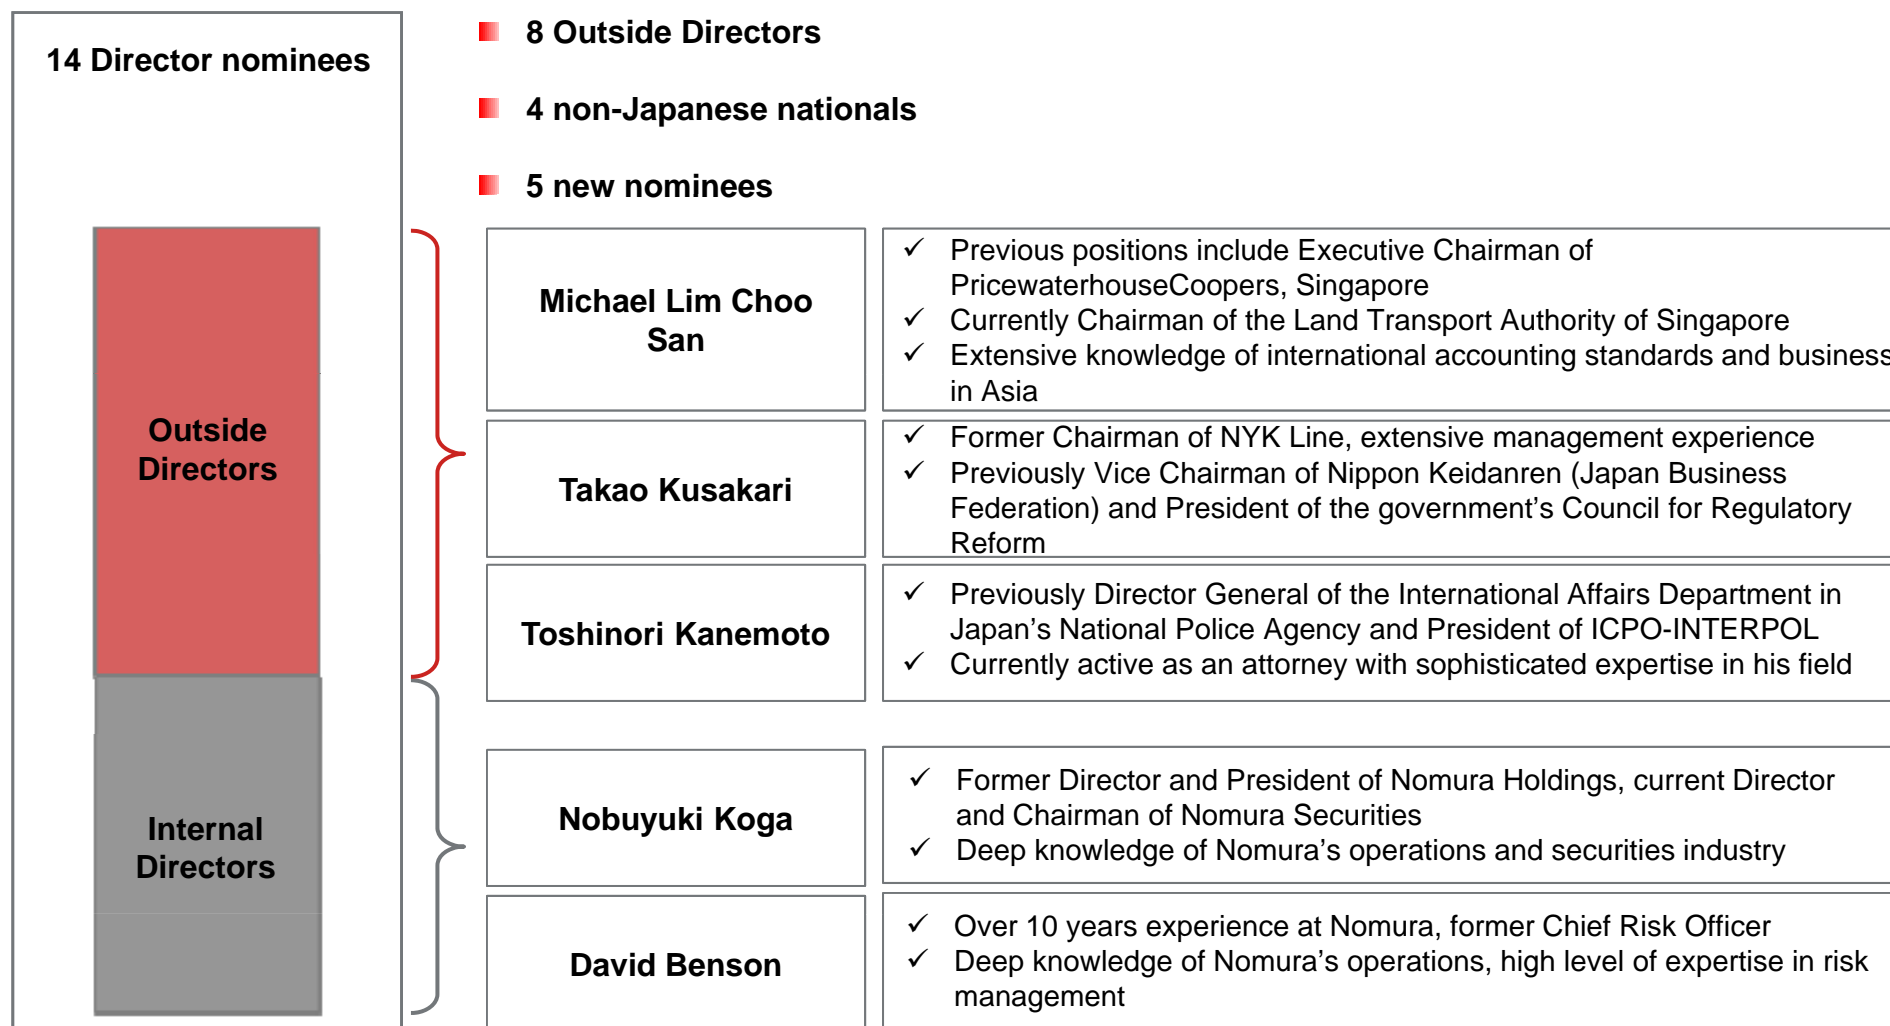 14 Director nominees
8 Outside Directors
4 non-Japanese nationals
5 new nominees
Outside
Directors
Michael Lim Choo
San
✓ Previous positions include Executive Chairman of
PricewaterhouseCoopers, Singapore
✓ Currently Chairman of the Land Transport Authority of Singapore
✓ Extensive knowledge of international accounting standards and business
in Asia
Takao Kusakari
✓ Former Chairman of NYK Line, extensive management experience
✓ Previously Vice Chairman of Nippon Keidanren (Japan Business
Federation) and President of the government’s Council for Regulatory
Reform
Toshinori Kanemoto
✓ Previously Director General of the International Affairs Department in
Japan’s National Police Agency and President of ICPO-INTERPOL
✓ Currently active as an attorney with sophisticated expertise in his field
Internal
Directors
Nobuyuki Koga
✓ Former Director and President of Nomura Holdings, current Director
and Chairman of Nomura Securities
✓ Deep knowledge of Nomura’s operations and securities industry
David Benson
✓ Over 10 years experience at Nomura, former Chief Risk Officer
✓ Deep knowledge of Nomura’s operations, high level of expertise in risk
management